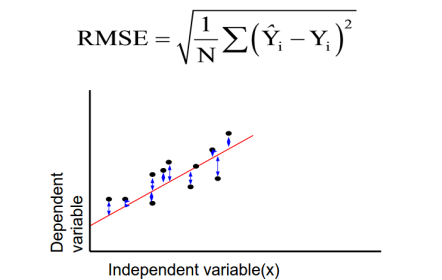 RMSE = √(1/N ∑(Ŷᵢ − Yᵢ)²)
Dependent
variable
Independent variable(x)